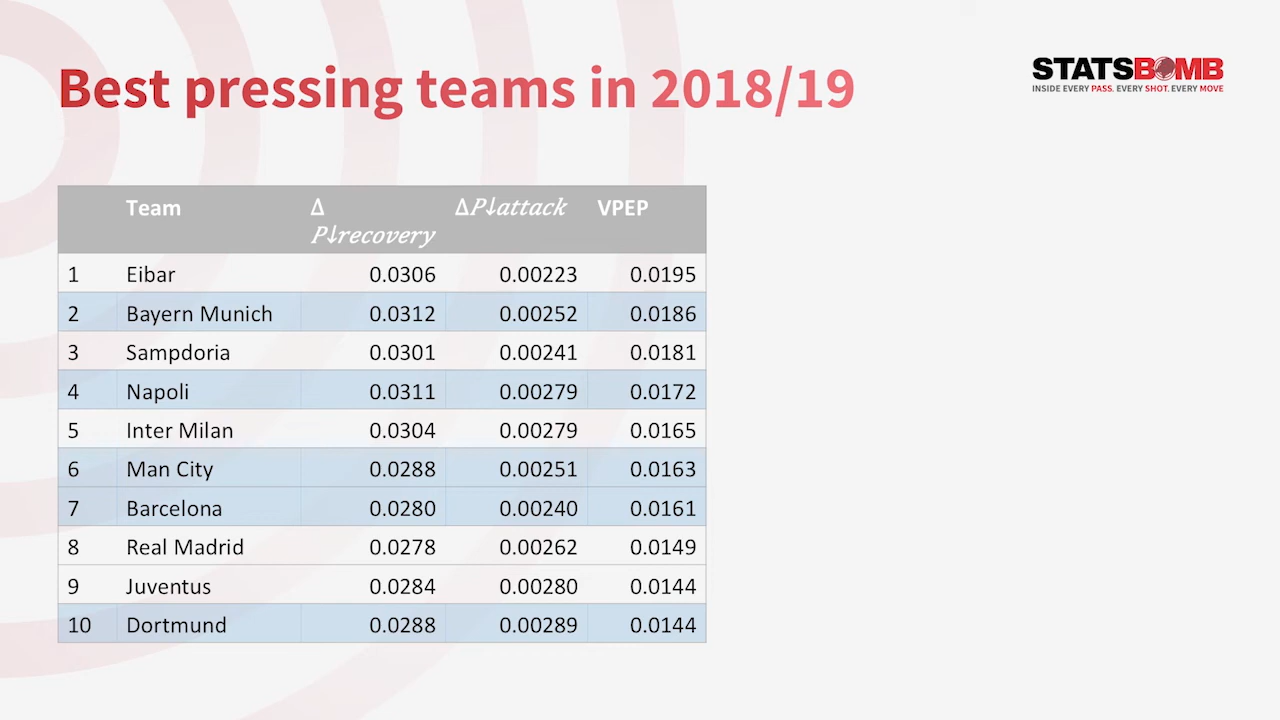 Best pressing teams in 2018/19
STATSBOMB
INSIDE EVERY PASS. EVERY SHOT. EVERY MOVE
Team Δ P↓recovery ΔP↓attack VPEP
1 Eibar 0.0306 0.00223 0.0195
2 Bayern Munich 0.0312 0.00252 0.0186
3 Sampdoria 0.0301 0.00241 0.0181
4 Napoli 0.0311 0.00279 0.0172
5 Inter Milan 0.0304 0.00279 0.0165
6 Man City 0.0288 0.00251 0.0163
7 Barcelona 0.0280 0.00240 0.0161
8 Real Madrid 0.0278 0.00262 0.0149
9 Juventus 0.0284 0.00280 0.0144
10 Dortmund 0.0288 0.00289 0.0144